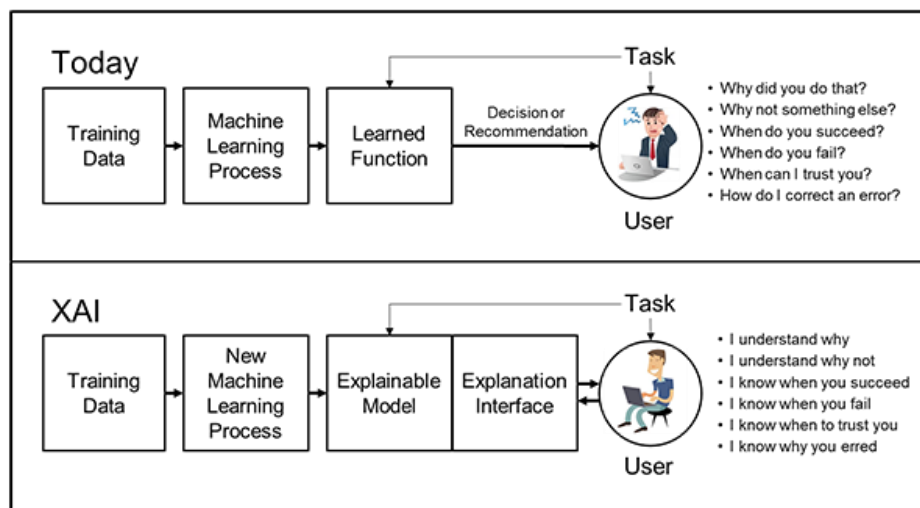 Today
Task
Training
Data
Machine
Learning
Process
Learned
Function
Decision or
Recommendation
User
• Why did you do that?
• Why not something else?
• When do you succeed?
• When do you fail?
• When can I trust you?
• How do I correct an error?
XAI
Task
Training
Data
New
Machine
Learning
Process
Explainable
Model
Explanation
Interface
User
• I understand why
• I understand why not
• I know when you succeed
• I know when you fail
• I know when to trust you
• I know why you erred